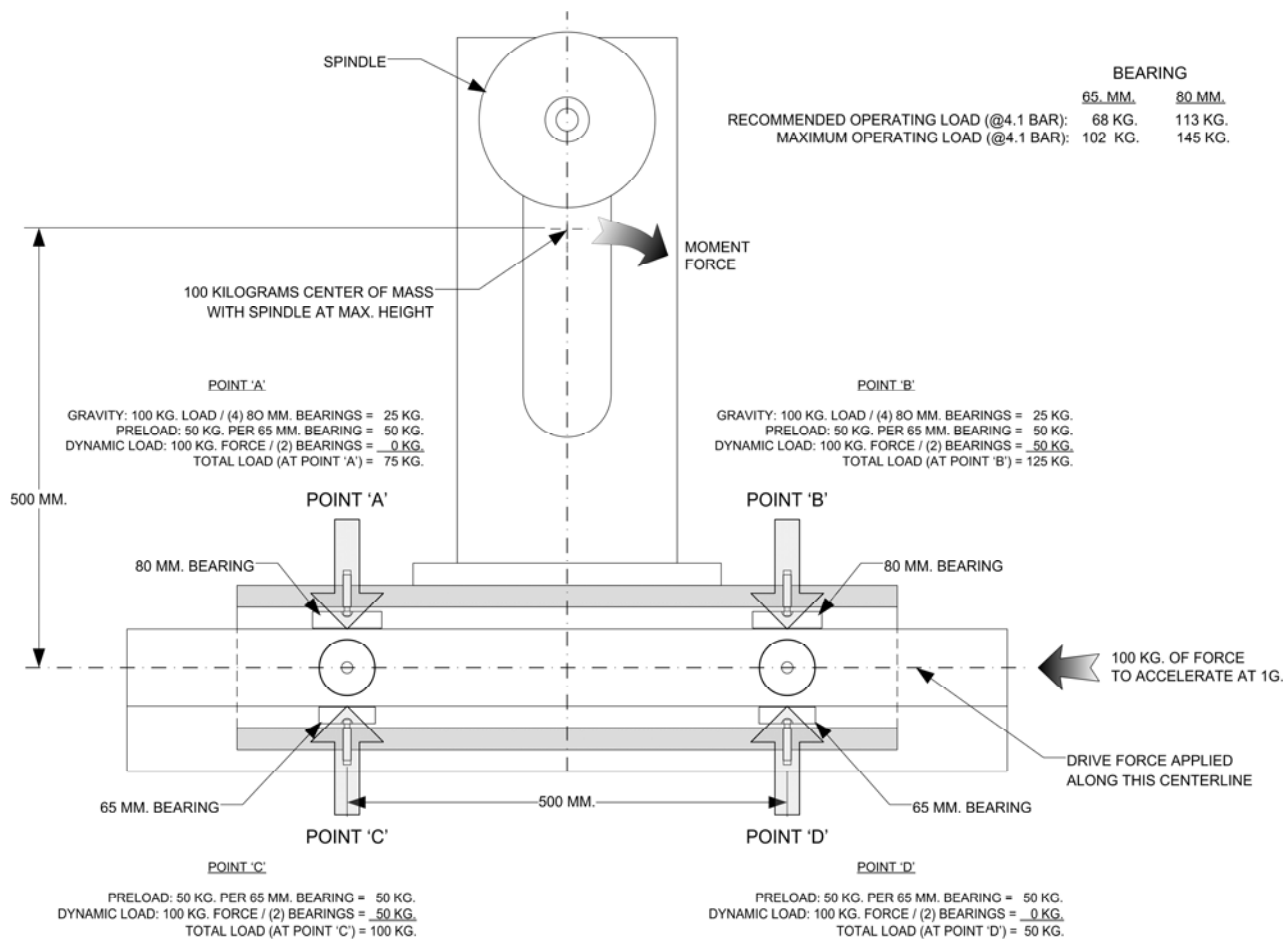 SPINDLE
BEARING
65. MM. 80 MM.
RECOMMENDED OPERATING LOAD (@4.1 BAR): 68 KG. 113 KG.
MAXIMUM OPERATING LOAD (@4.1 BAR): 102 KG. 145 KG.
MOMENT
FORCE
100 KILOGRAMS CENTER OF MASS
WITH SPINDLE AT MAX. HEIGHT
POINT 'A'
GRAVITY: 100 KG. LOAD / (4) 8O MM. BEARINGS = 25 KG.
PRELOAD: 50 KG. PER 65 MM. BEARING = 50 KG.
DYNAMIC LOAD: 100 KG. FORCE / (2) BEARINGS = 0 KG.
TOTAL LOAD (AT POINT 'A') = 75 KG.
POINT 'B'
GRAVITY: 100 KG. LOAD / (4) 8O MM. BEARINGS = 25 KG.
PRELOAD: 50 KG. PER 65 MM. BEARING = 50 KG.
DYNAMIC LOAD: 100 KG. FORCE / (2) BEARINGS = 50 KG.
TOTAL LOAD (AT POINT 'B') = 125 KG.
500 MM.
POINT 'A'
POINT 'B'
80 MM. BEARING
80 MM. BEARING
100 KG. OF FORCE
TO ACCELERATE AT 1G.
DRIVE FORCE APPLIED
ALONG THIS CENTERLINE
65 MM. BEARING
500 MM.
65 MM. BEARING
POINT 'C'
POINT 'D'
POINT 'C'
PRELOAD: 50 KG. PER 65 MM. BEARING = 50 KG.
DYNAMIC LOAD: 100 KG. FORCE / (2) BEARINGS = 50 KG.
TOTAL LOAD (AT POINT 'C') = 100 KG.
POINT 'D'
PRELOAD: 50 KG. PER 65 MM. BEARING = 50 KG.
DYNAMIC LOAD: 100 KG. FORCE / (2) BEARINGS = 0 KG.
TOTAL LOAD (AT POINT 'D') = 50 KG.